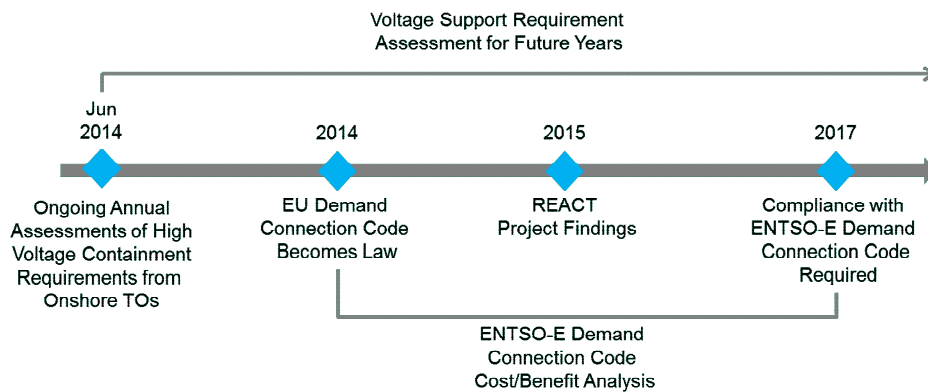 Voltage Support Requirement
Assessment for Future Years
Jun
2014
2014
2015
2017
Ongoing Annual
Assessments of High
Voltage Containment
Requirements from
Onshore TOs
EU Demand
Connection Code
Becomes Law
REACT
Project Findings
Compliance with
ENTSO-E Demand
Connection Code
Required
ENTSO-E Demand
Connection Code
Cost/Benefit Analysis